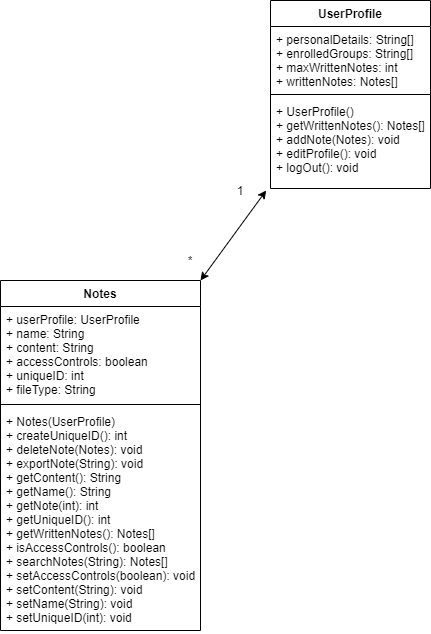 UserProfile
+ personalDetails: String[]
+ enrolledGroups: String[]
+ maxWrittenNotes: int
+ writtenNotes: Notes[]
+ UserProfile()
+ getWrittenNotes(): Notes[]
+ addNote(Notes): void
+ editProfile(): void
+ logOut(): void
1
*
Notes
+ userProfile: UserProfile
+ name: String
+ content: String
+ accessControls: boolean
+ uniqueID: int
+ fileType: String
+ Notes(UserProfile)
+ createUniqueID(): int
+ deleteNote(Notes): void
+ exportNote(String): void
+ getContent(): String
+ getName(): String
+ getNote(int): int
+ getUniqueID(): int
+ getWrittenNotes(): Notes[]
+ isAccessControls(): boolean
+ searchNotes(String): Notes[]
+ setAccessControls(boolean): void
+ setContent(String): void
+ setName(String): void
+ setUniqueID(int): void